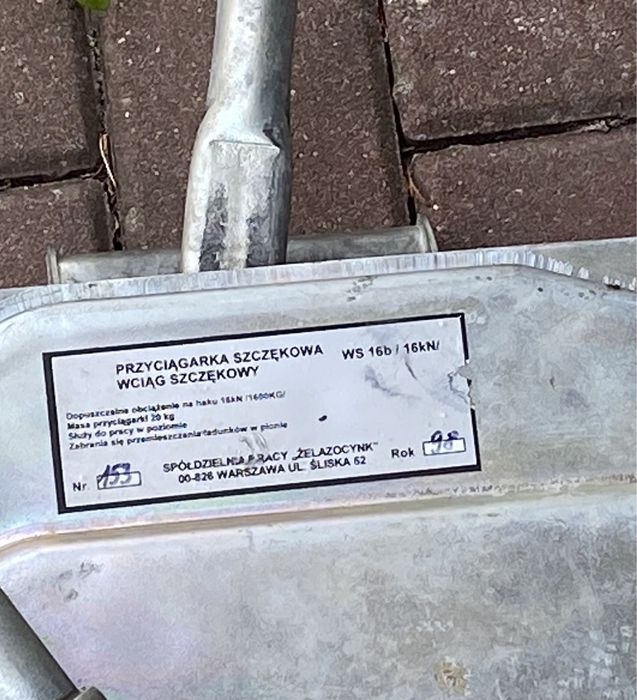 PRZYCIĄGARKA SZCZĘKOWA WS 16b / 16kN/
WCIĄG SZCZĘKOWY
Dopuszczalne obciążenie na haku 16kN /1600KG/
Masa przyciągarki 20 kg
Służy do pracy w poziomie
Zabrania się przemieszczania ładunków w pionie
SPÓŁDZIELNIA PRACY „ŻELAZOCYNK”
Nr. 153 00-826 WARSZAWA UL. ŚLISKA 52 Rok 98